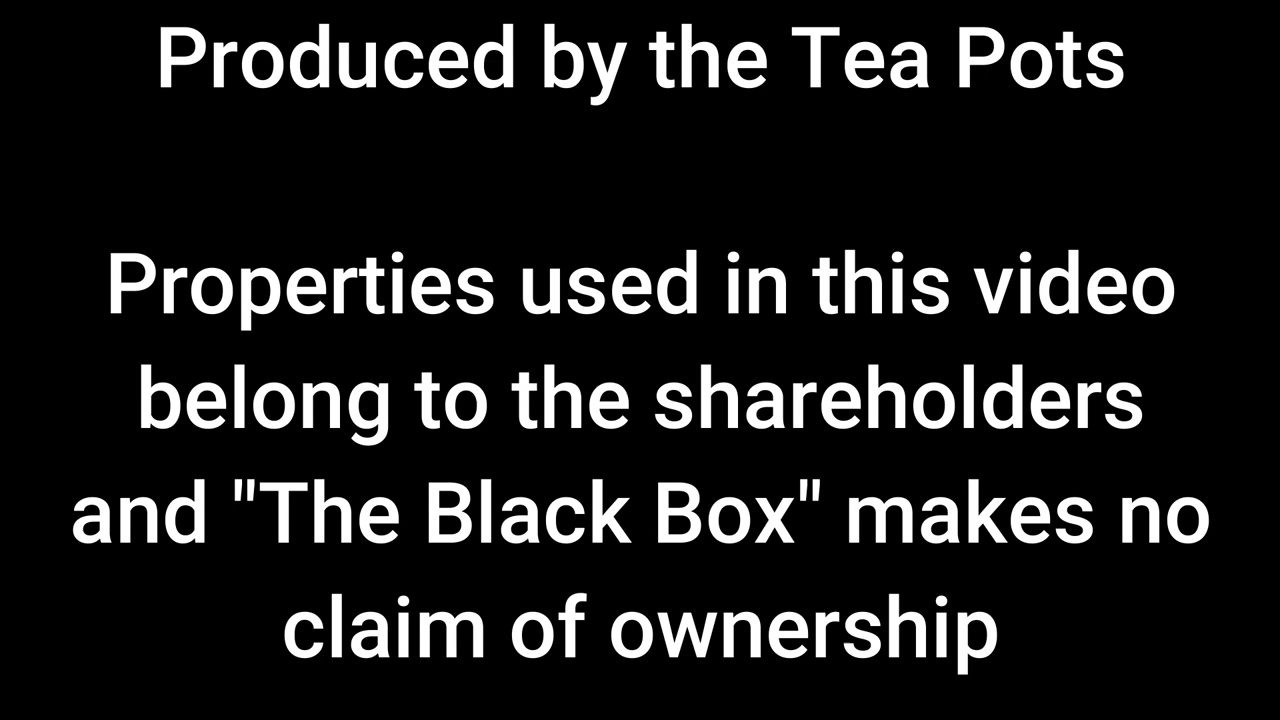 Produced by the Tea Pots
Properties used in this video
belong to the shareholders
and "The Black Box" makes no
claim of ownership